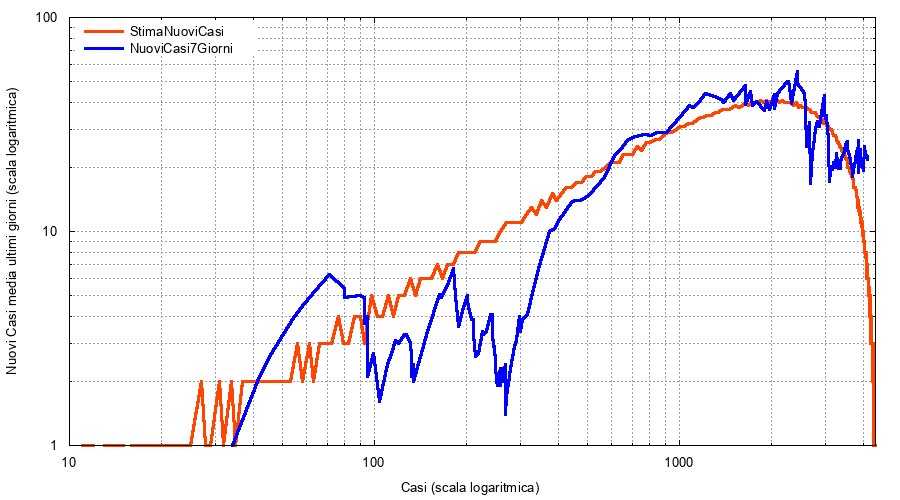 100
StimaNuoviCasi
NuoviCasi7Giorni
Nuovi Casi media ultimi giorni (scala logaritmica)
10
1
10
100
1000
Casi (scala logaritmica)